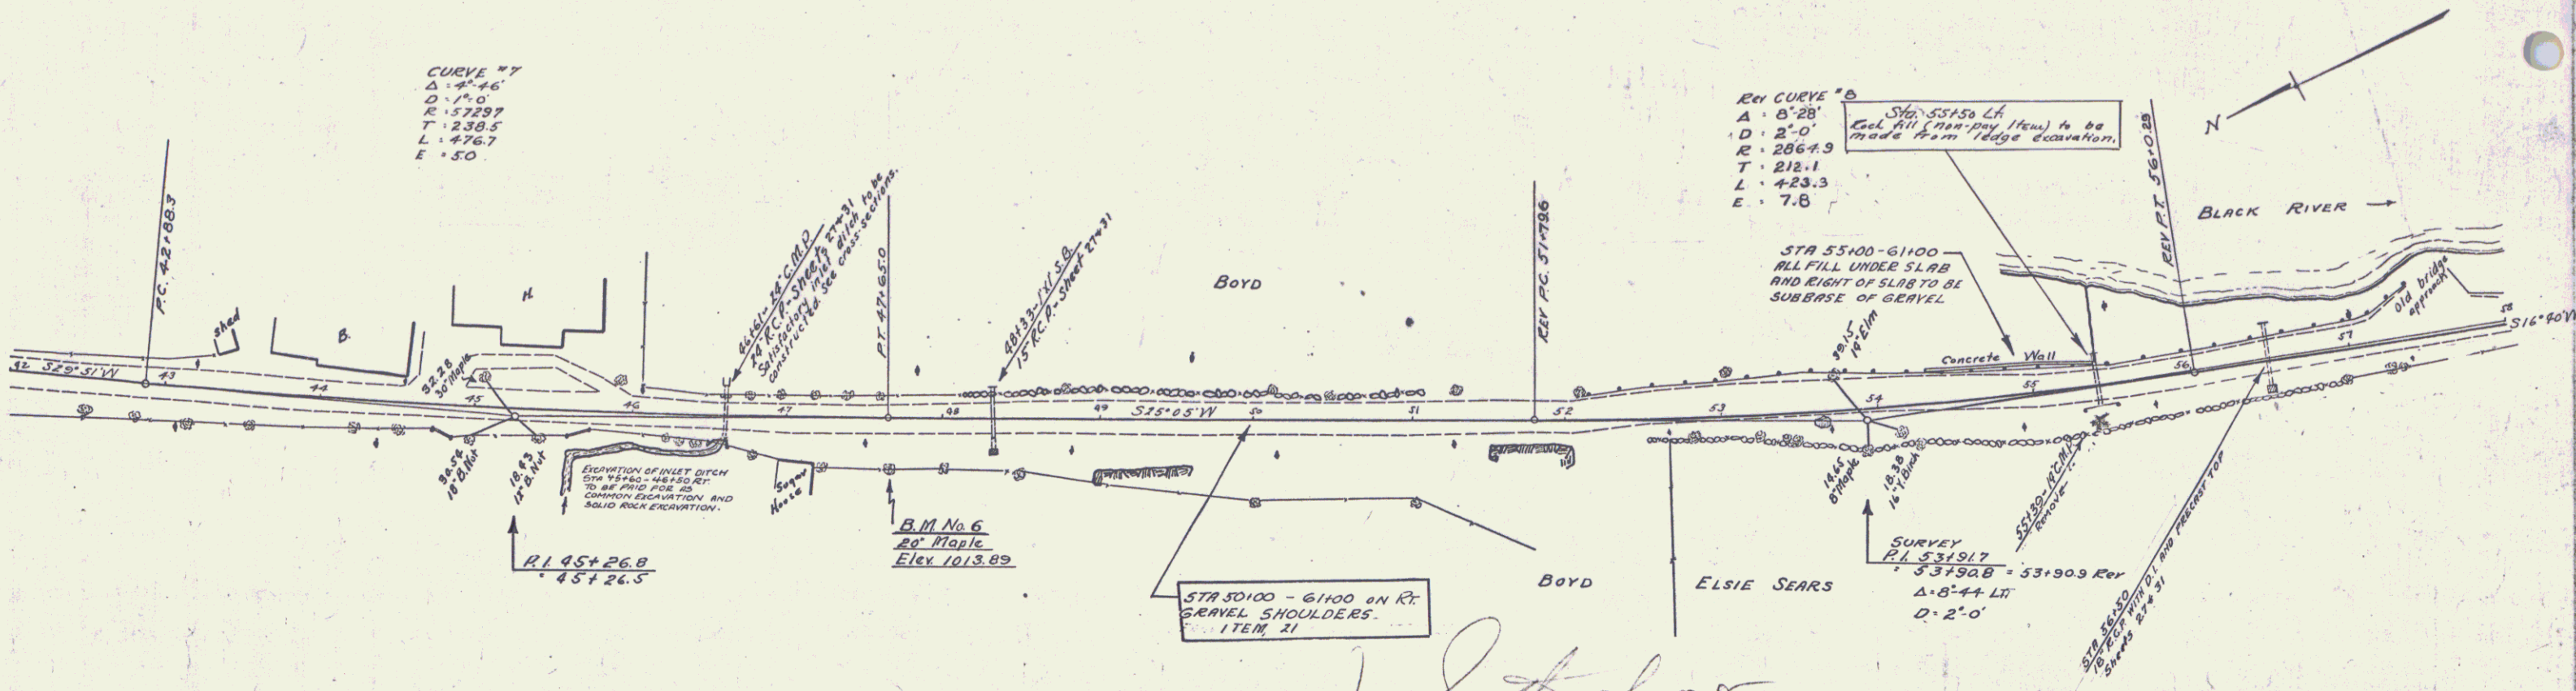 CURVE #7
Δ = 4°-46'
D = 1°-0'
R = 5729.7
T = 238.5
L = 476.7
E = 5.0
P.C. 42+88.3
shed
B.
H.
46+61-24" C.M.P.
24" R.C.P.-Sheets 27+31
Satisfactory inlet ditch to be
constructed. See cross-sections.
P.T. 47+65.0
48+33-1'x1' S.B.
15" R.C.P.-Sheet 27+31
BOYD
REV P.C. 51+79.6
Rev CURVE #8
Δ = 8°-28'
D = 2°-0'
R = 2864.9
T = 212.1
L = 423.3
E = 7.8
Sta. 55+50 Lt.
Rock fill (non-pay Item) to be
made from ledge excavation.
REV P.T. 56+0.29
N
BLACK RIVER
STA 55+00-61+00
ALL FILL UNDER SLAB
AND RIGHT OF SLAB TO BE
SUBBASE OF GRAVEL
39.15
14" Elm
Concrete Wall
Old bridge
approach
42 S29°51'W 43 44 45 46 47 48 49 S25°05'W 50 51 52 53 54 55 56 57 58 S16°40'W
32.28
30" Maple
36.54
18" B.Nut
18.43
12" B.Nut
EXCAVATION OF INLET DITCH
STA 45+60-46+50 RT.
TO BE PAID FOR AS
COMMON EXCAVATION AND
SOLID ROCK EXCAVATION.
Sugar
House
P.I. 45+26.8
= 45+26.5
B.M. No. 6
20" Maple
Elev. 1013.89
STA 50+00 - 61+00 ON RT.
GRAVEL SHOULDERS.
ITEM, 21
BOYD
ELSIE SEARS
14.65
8" Maple
18.38
16" Y.Birch
SURVEY
P.I. 53+91.7
= 53+90.8 = 53+90.9 Rev
Δ=8°-44 LT
D=2°-0'
55+39-14" C.M.P.
REMOVE
STA 56+50
18" R.C.P. WITH D.I. AND PRECAST TOP
Sheets 27+31